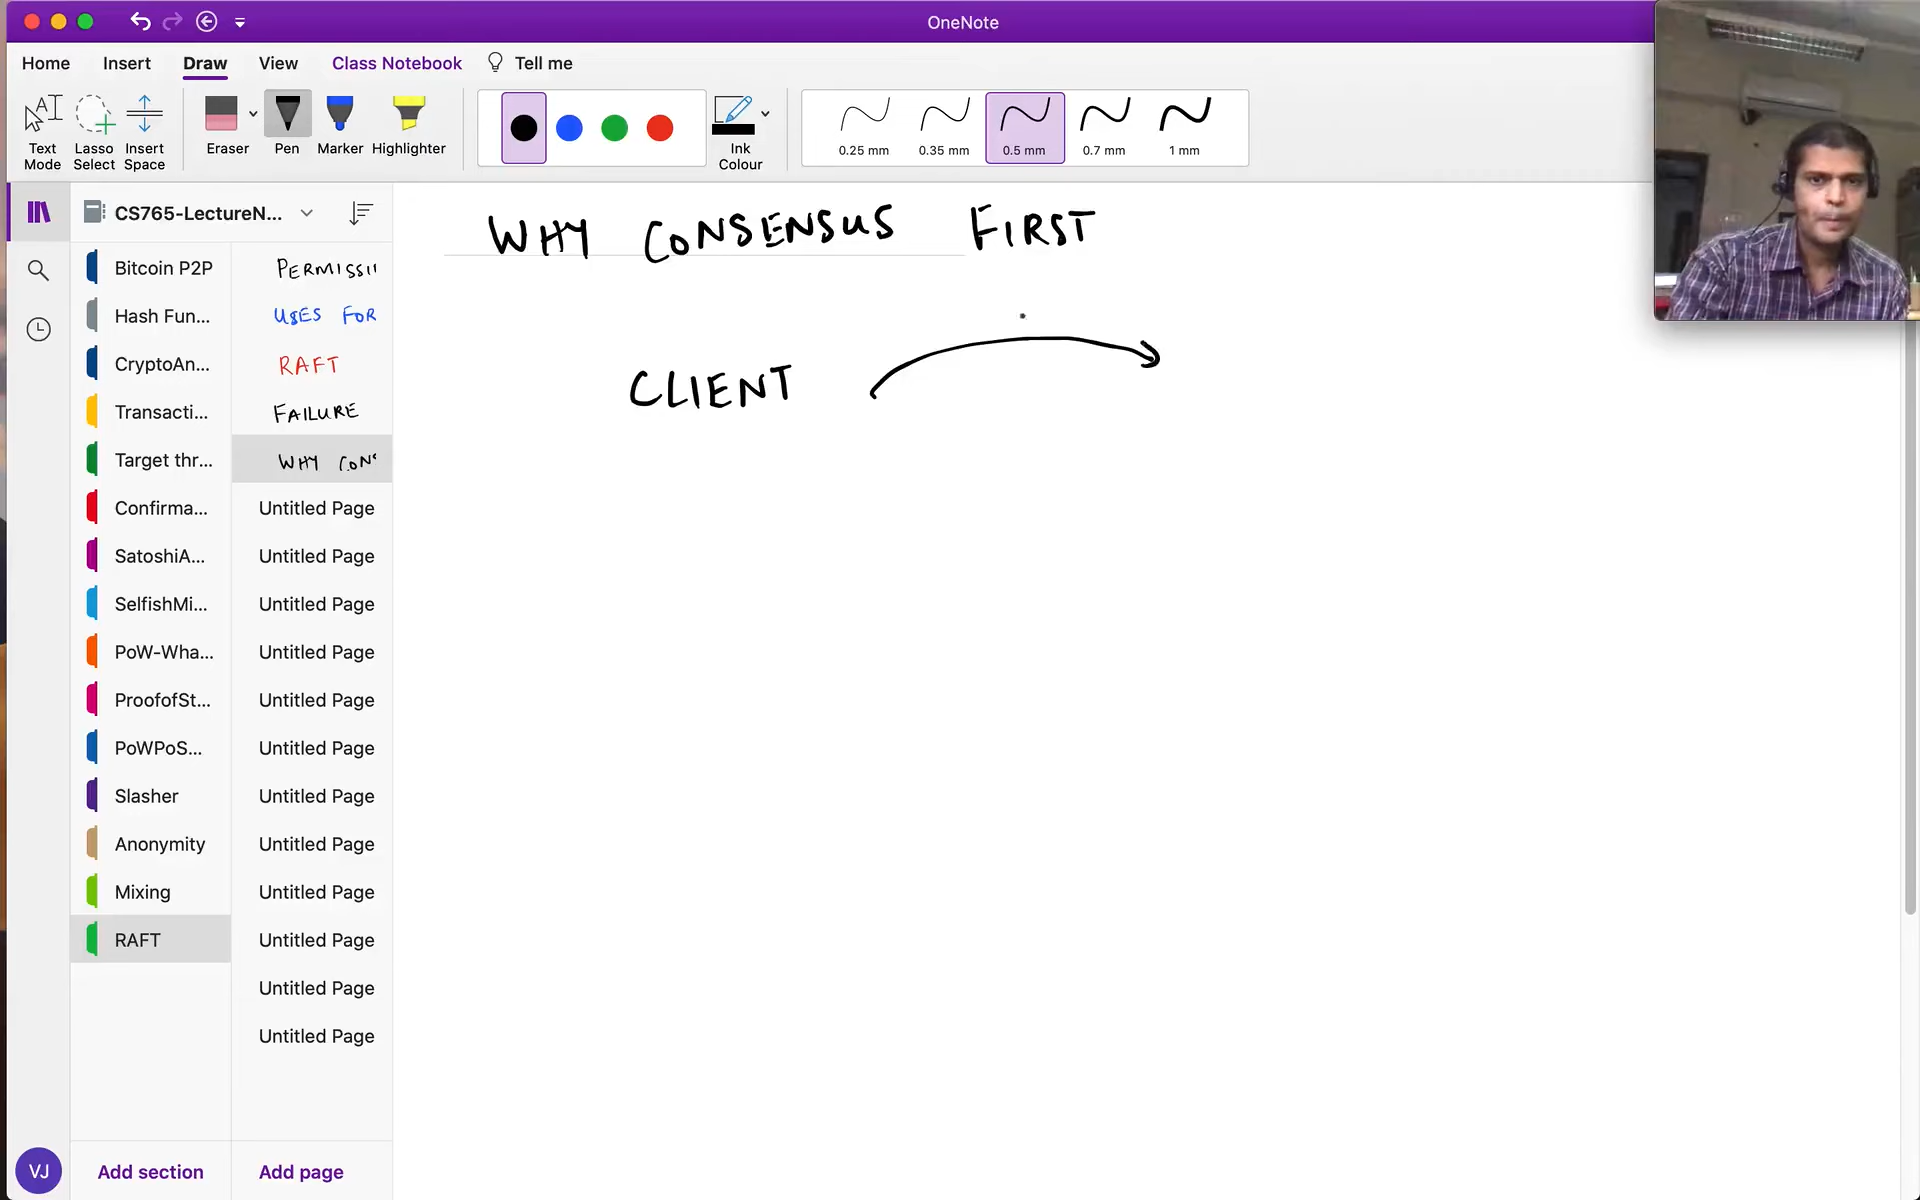 OneNote
Home Insert Draw View Class Notebook Tell me
Text Mode
Lasso Select
Insert Space
Eraser
Pen
Marker
Highlighter
Ink Colour
0.25 mm
0.35 mm
0.5 mm
0.7 mm
1 mm
CS765-LectureN...
Bitcoin P2P
Hash Fun...
CryptoAn...
Transacti...
Target thr...
Confirma...
SatoshiA...
SelfishMi...
PoW-Wha...
ProofofSt...
PoWPoS...
Slasher
Anonymity
Mixing
RAFT
PERMISSI
USES FOR
RAFT
FAILURE
WHY CONS
Untitled Page
Untitled Page
Untitled Page
Untitled Page
Untitled Page
Untitled Page
Untitled Page
Untitled Page
Untitled Page
Untitled Page
Untitled Page
Untitled Page
WHY CONSENSUS FIRST
CLIENT
VJ
Add section
Add page